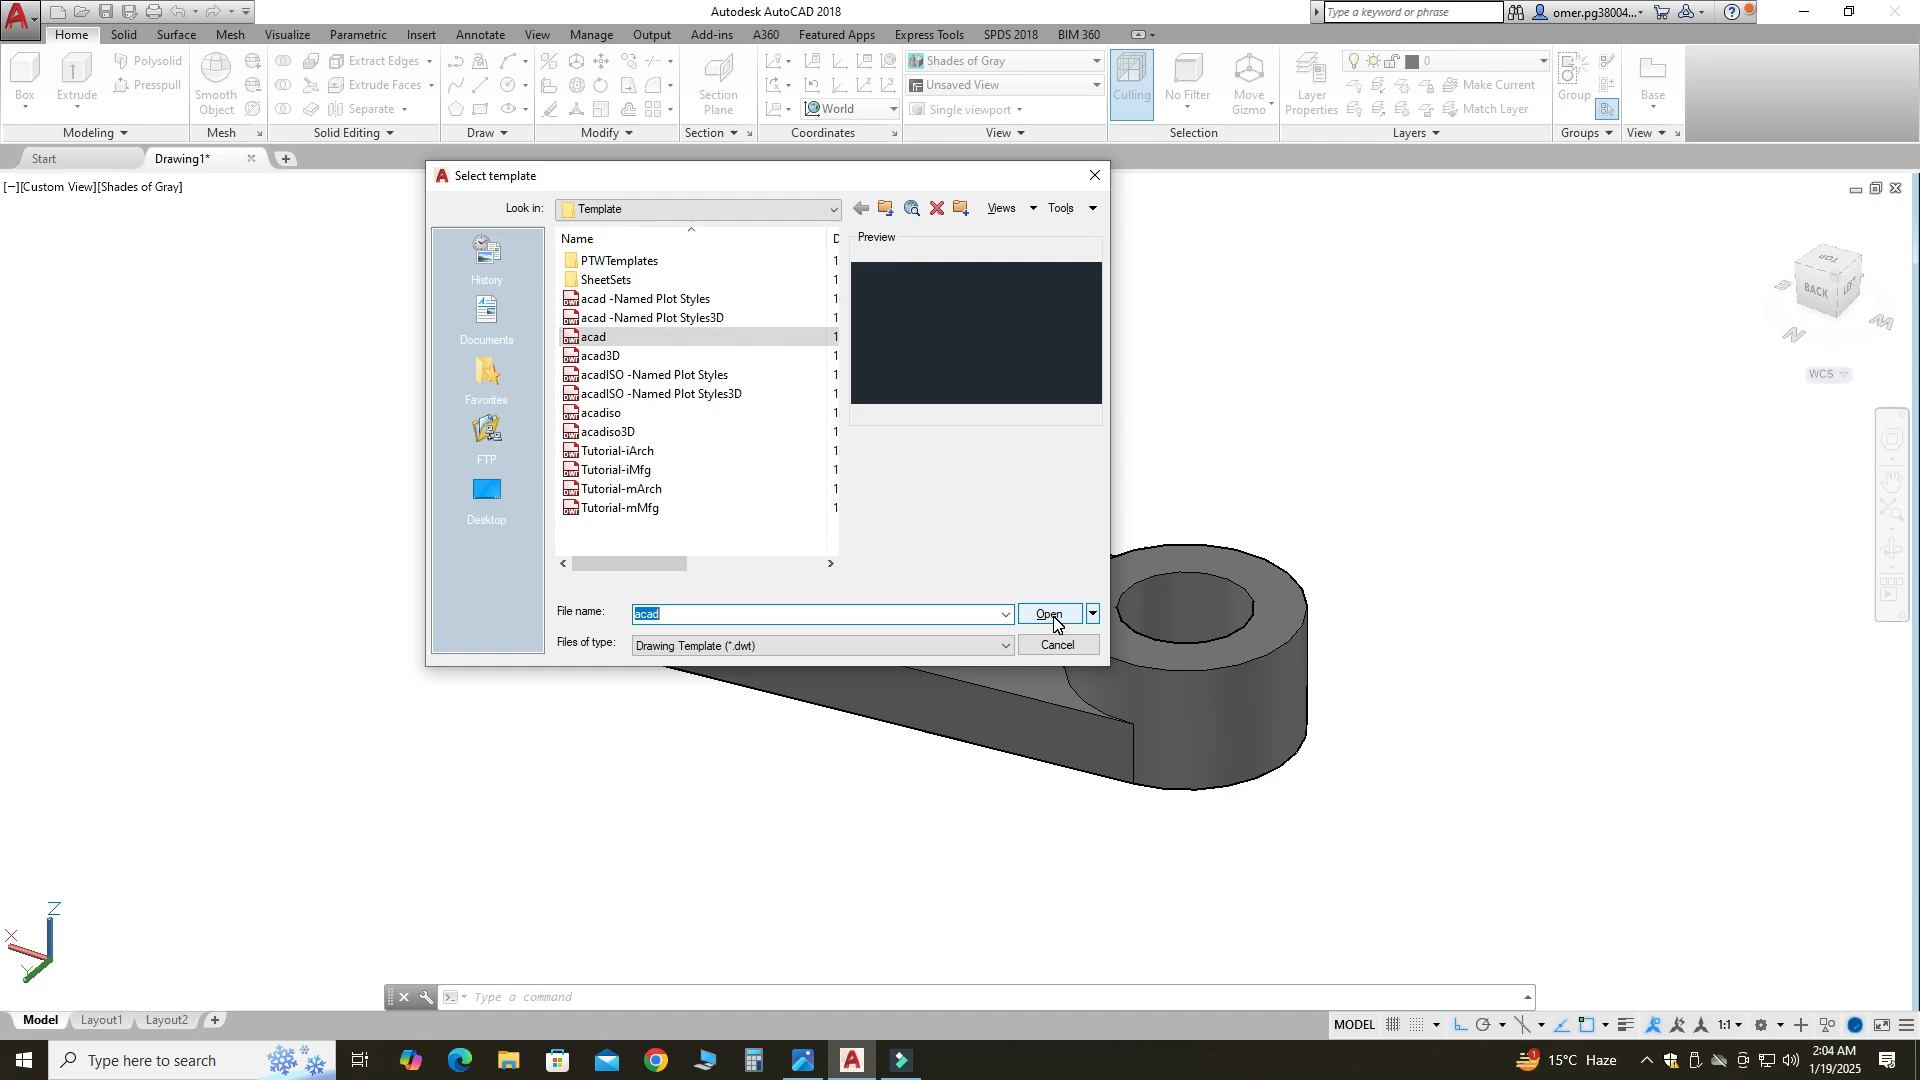 Autodesk AutoCAD 2018
Type a keyword or phrase
omer.pg38004...
Home Solid Surface Mesh Visualize Parametric Insert Annotate View Manage Output Add-ins A360 Featured Apps Express Tools SPDS 2018 BIM 360
Box
Extrude
Polysolid
Presspull
Smooth
Object
Extract Edges
Extrude Faces
Separate
Section
Plane
Shades of Gray
Unsaved View
World
Single viewport
Culling
No Filter
Move
Gizmo
Layer
Properties
0
Make Current
Match Layer
Group
Base
Modeling
Mesh
Solid Editing
Draw
Modify
Section
Coordinates
View
Selection
Layers
Groups
View
Start
Drawing1*
[−][Custom View][Shades of Gray]
Select template
Look in:
Template
Views
Tools
History
Documents
Favorites
FTP
Desktop
Name
PTWTemplates
SheetSets
acad -Named Plot Styles
acad -Named Plot Styles3D
acad
acad3D
acadISO -Named Plot Styles
acadISO -Named Plot Styles3D
acadiso
acadiso3D
Tutorial-iArch
Tutorial-iMfg
Tutorial-mArch
Tutorial-mMfg
Preview
File name:
acad
Open
Files of type:
Drawing Template (*.dwt)
Cancel
TOP
BACK
LEFT
N
W
WCS
Z
X
Y
Type a command
Model
Layout1
Layout2
MODEL
1:1
Type here to search
15°C Haze
2:04 AM
1/19/2025